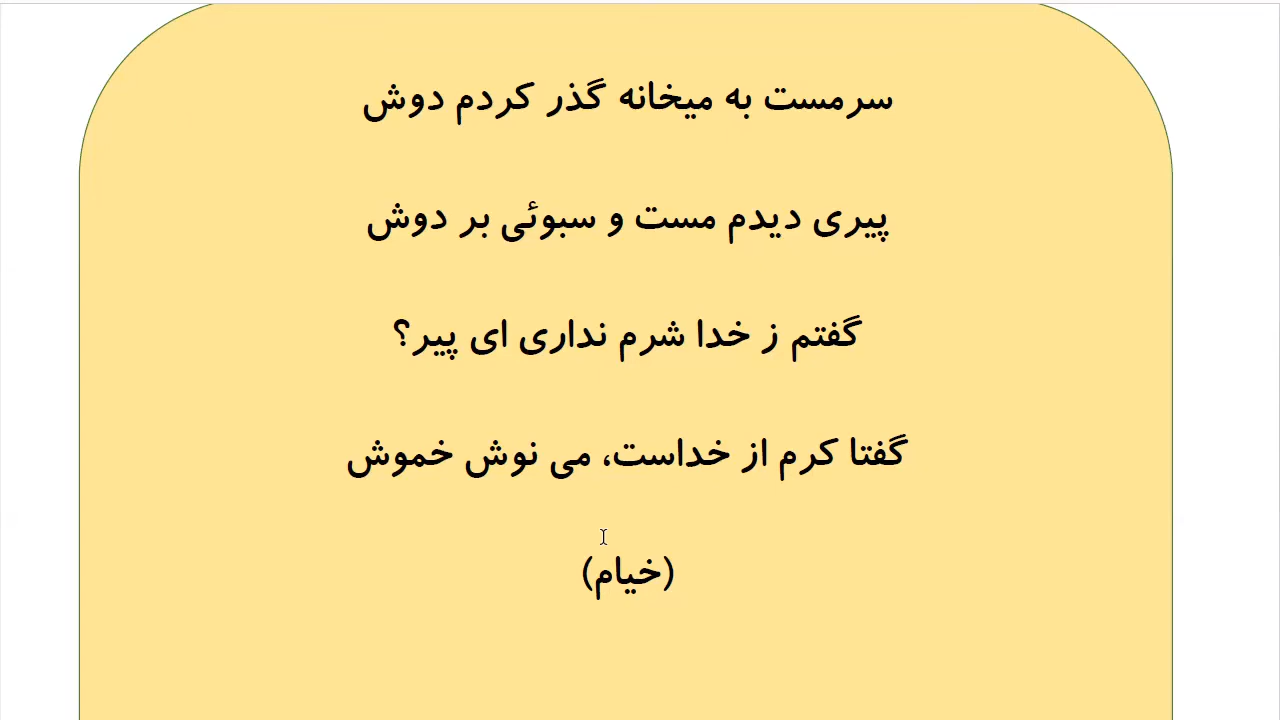 سرمست به میخانه گذر کردم دوش
پیری دیدم مست و سبوئی بر دوش
گفتم ز خدا شرم نداری ای پیر؟
گفتا کرم از خداست، می نوش خموش
(خیام)